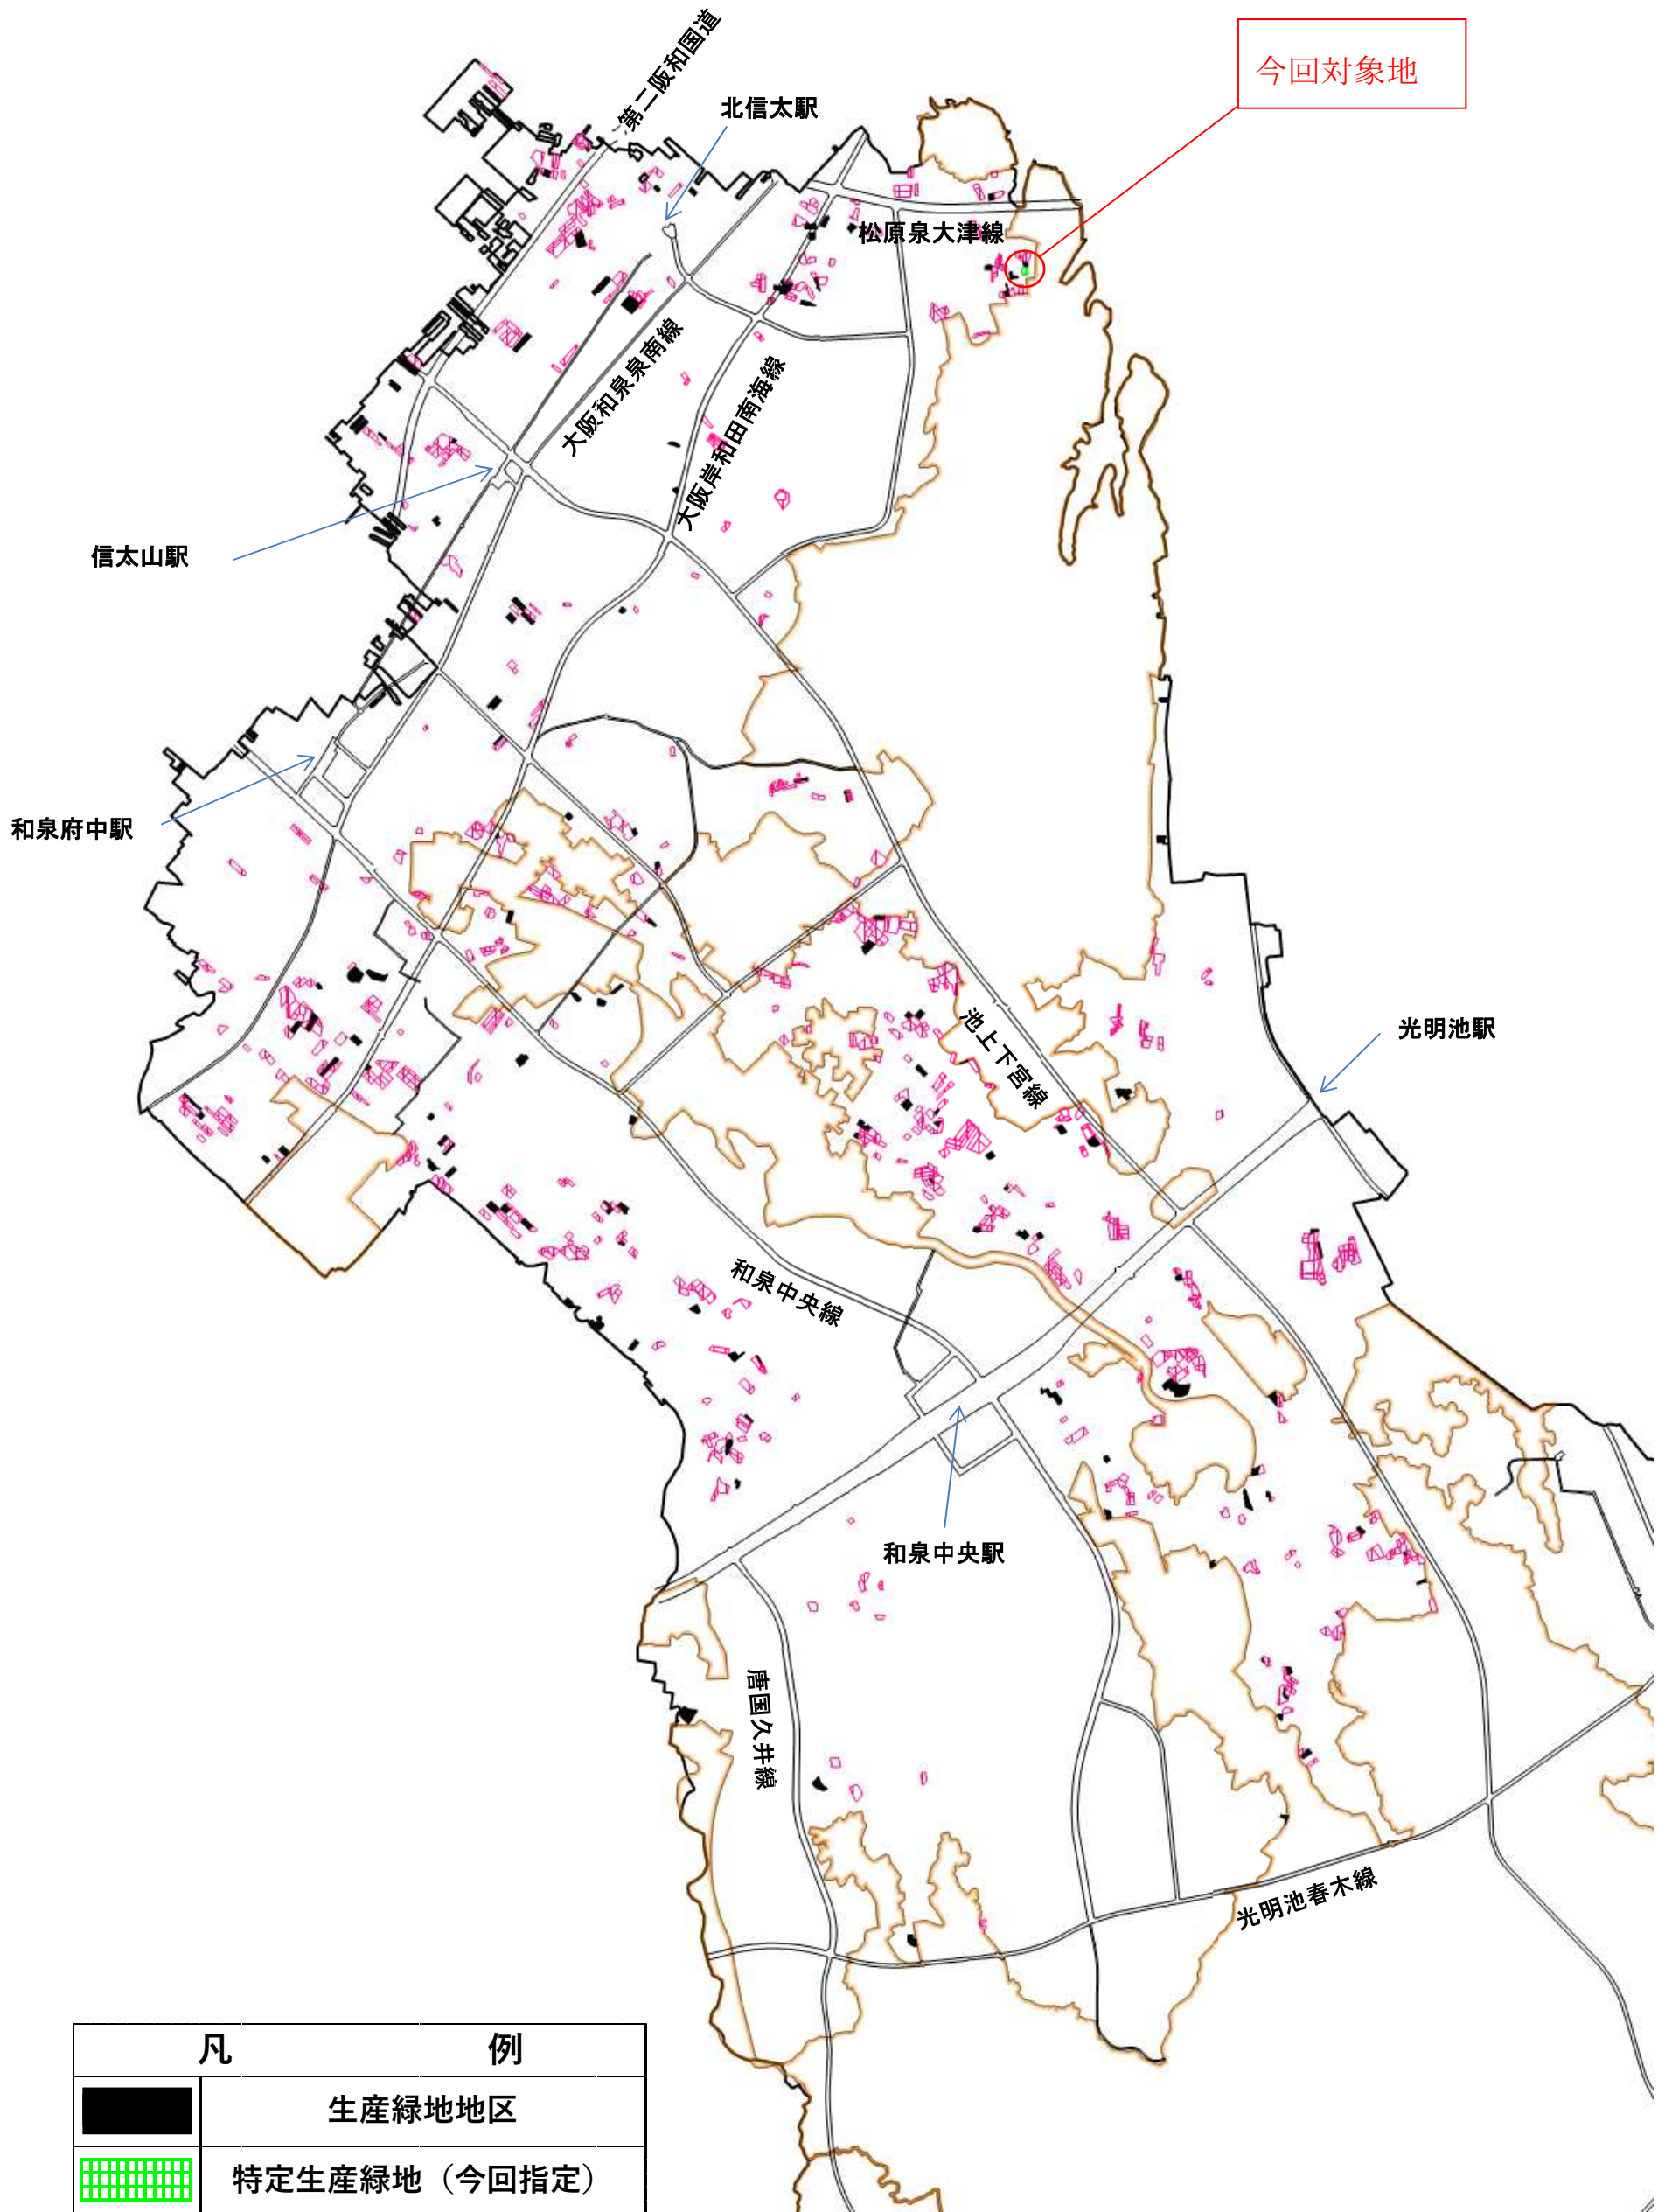 今回対象地
第二阪和国道
北信太駅
松原泉大津線
大阪和泉泉南線
大阪岸和田南海線
信太山駅
和泉府中駅
池上下宮線
光明池駅
和泉中央線
和泉中央駅
唐国久井線
光明池春木線
凡 例
生産緑地地区
特定生産緑地（今回指定）